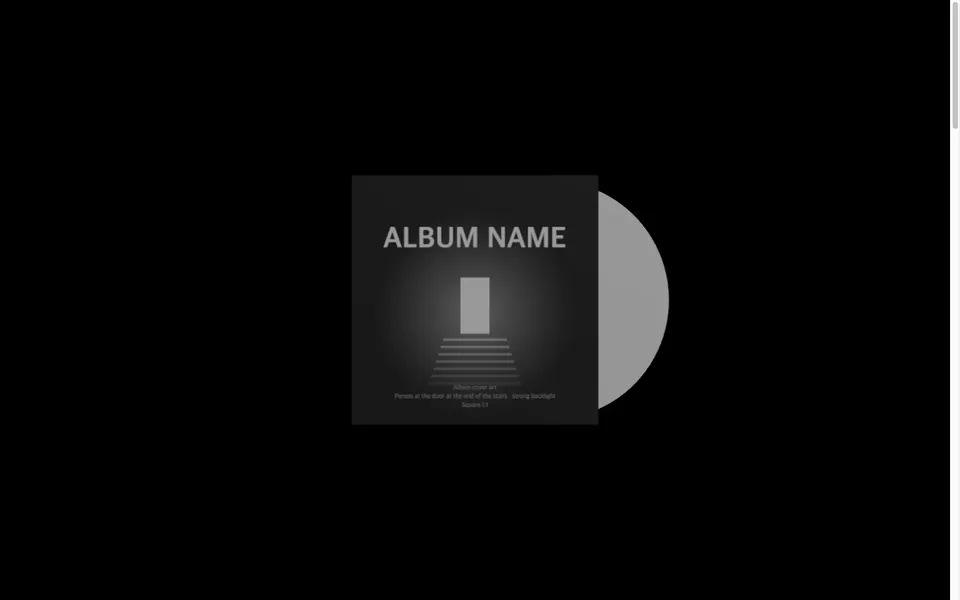 ALBUM NAME
Album cover art
Person at the door at the end of the stairs · strong backlight
Square 1:1